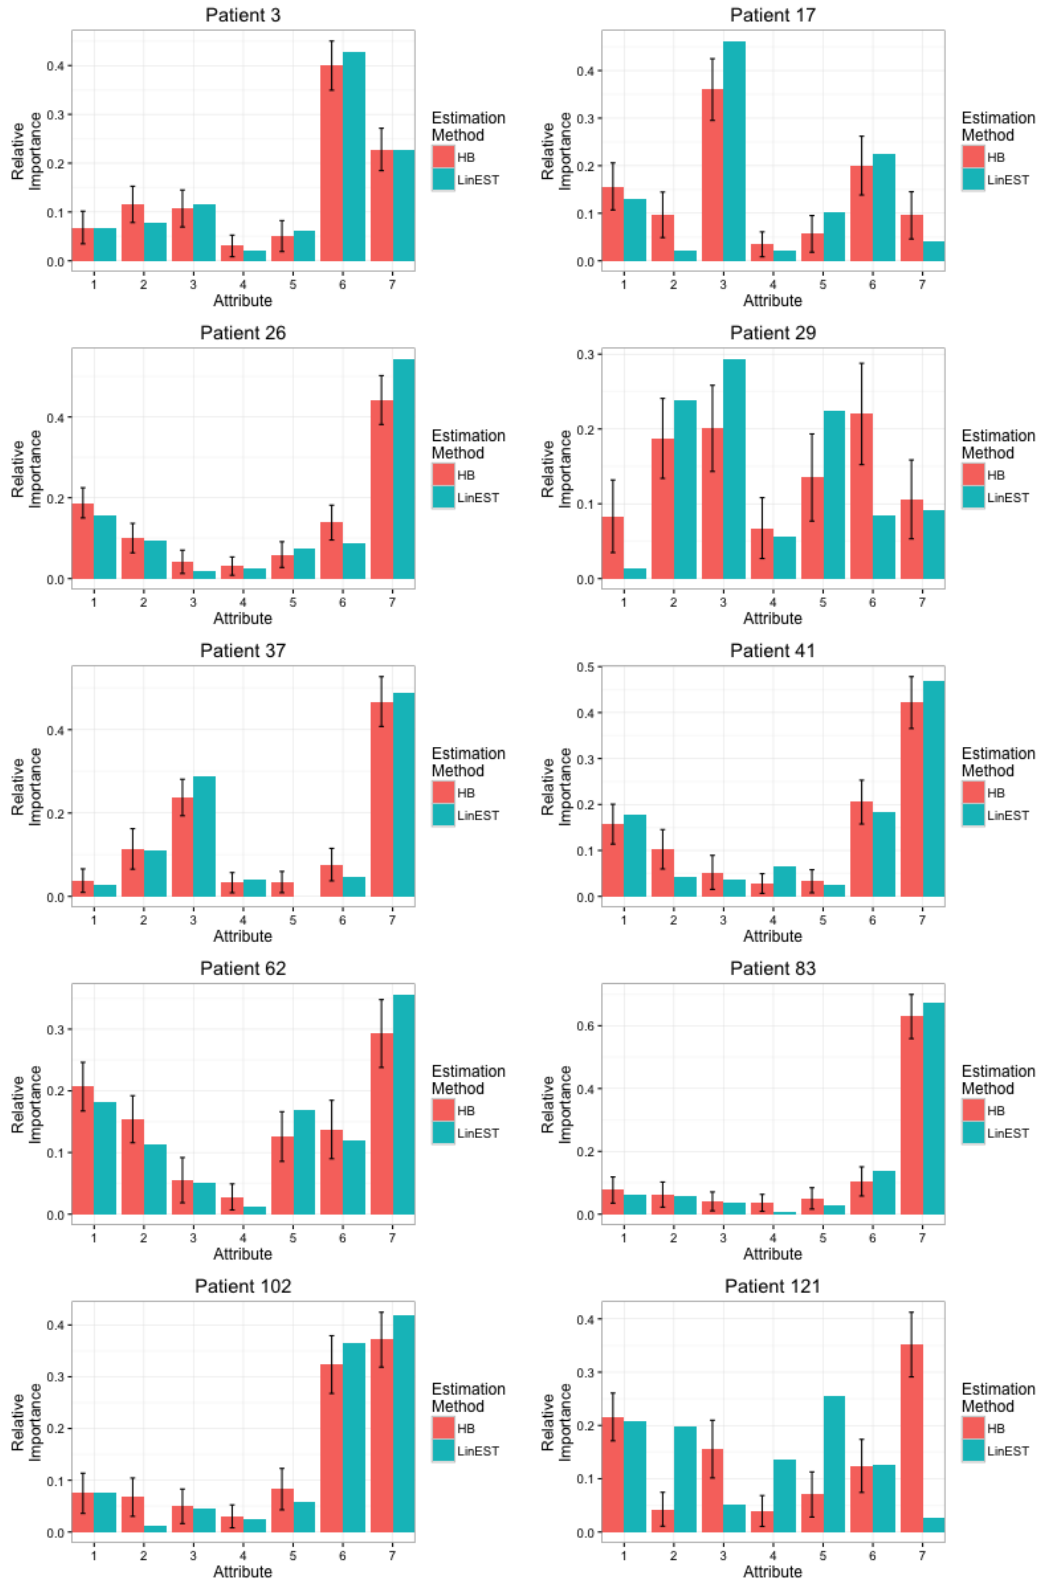 Patient 3
Relative
Importance
0.4
0.3
0.2
0.1
0.0
1 2 3 4 5 6 7
Attribute
Estimation
Method
HB
LinEST
Patient 17
Relative
Importance
0.4
0.3
0.2
0.1
0.0
1 2 3 4 5 6 7
Attribute
Estimation
Method
HB
LinEST
Patient 26
Relative
Importance
0.4
0.2
0.0
1 2 3 4 5 6 7
Attribute
Estimation
Method
HB
LinEST
Patient 29
Relative
Importance
0.3
0.2
0.1
0.0
1 2 3 4 5 6 7
Attribute
Estimation
Method
HB
LinEST
Patient 37
Relative
Importance
0.4
0.2
0.0
1 2 3 4 5 6 7
Attribute
Estimation
Method
HB
LinEST
Patient 41
Relative
Importance
0.5
0.4
0.3
0.2
0.1
0.0
1 2 3 4 5 6 7
Attribute
Estimation
Method
HB
LinEST
Patient 62
Relative
Importance
0.3
0.2
0.1
0.0
1 2 3 4 5 6 7
Attribute
Estimation
Method
HB
LinEST
Patient 83
Relative
Importance
0.6
0.4
0.2
0.0
1 2 3 4 5 6 7
Attribute
Estimation
Method
HB
LinEST
Patient 102
Relative
Importance
0.4
0.3
0.2
0.1
0.0
1 2 3 4 5 6 7
Attribute
Estimation
Method
HB
LinEST
Patient 121
Relative
Importance
0.4
0.3
0.2
0.1
0.0
1 2 3 4 5 6 7
Attribute
Estimation
Method
HB
LinEST